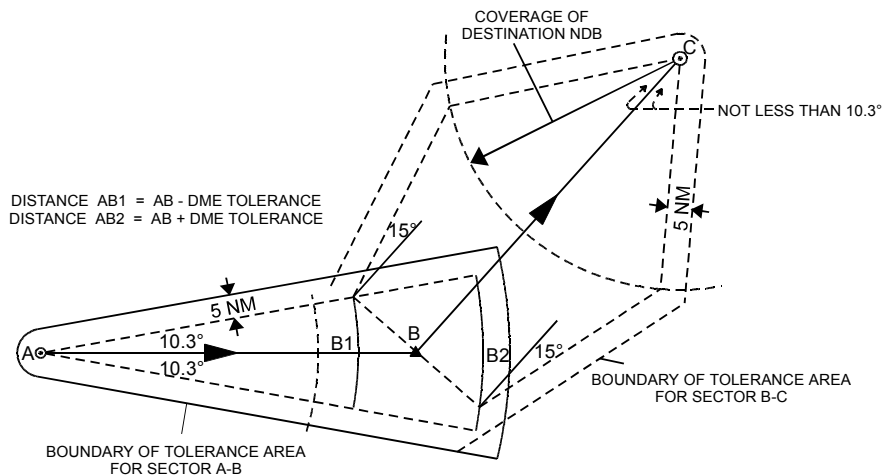 COVERAGE OF
DESTINATION NDB
C
NOT LESS THAN 10.3°
DISTANCE AB1 = AB - DME TOLERANCE
DISTANCE AB2 = AB + DME TOLERANCE
5 NM
15°
5 NM
A
10.3°
10.3°
B1
B
B2
15°
BOUNDARY OF TOLERANCE AREA
FOR SECTOR B-C
BOUNDARY OF TOLERANCE AREA
FOR SECTOR A-B